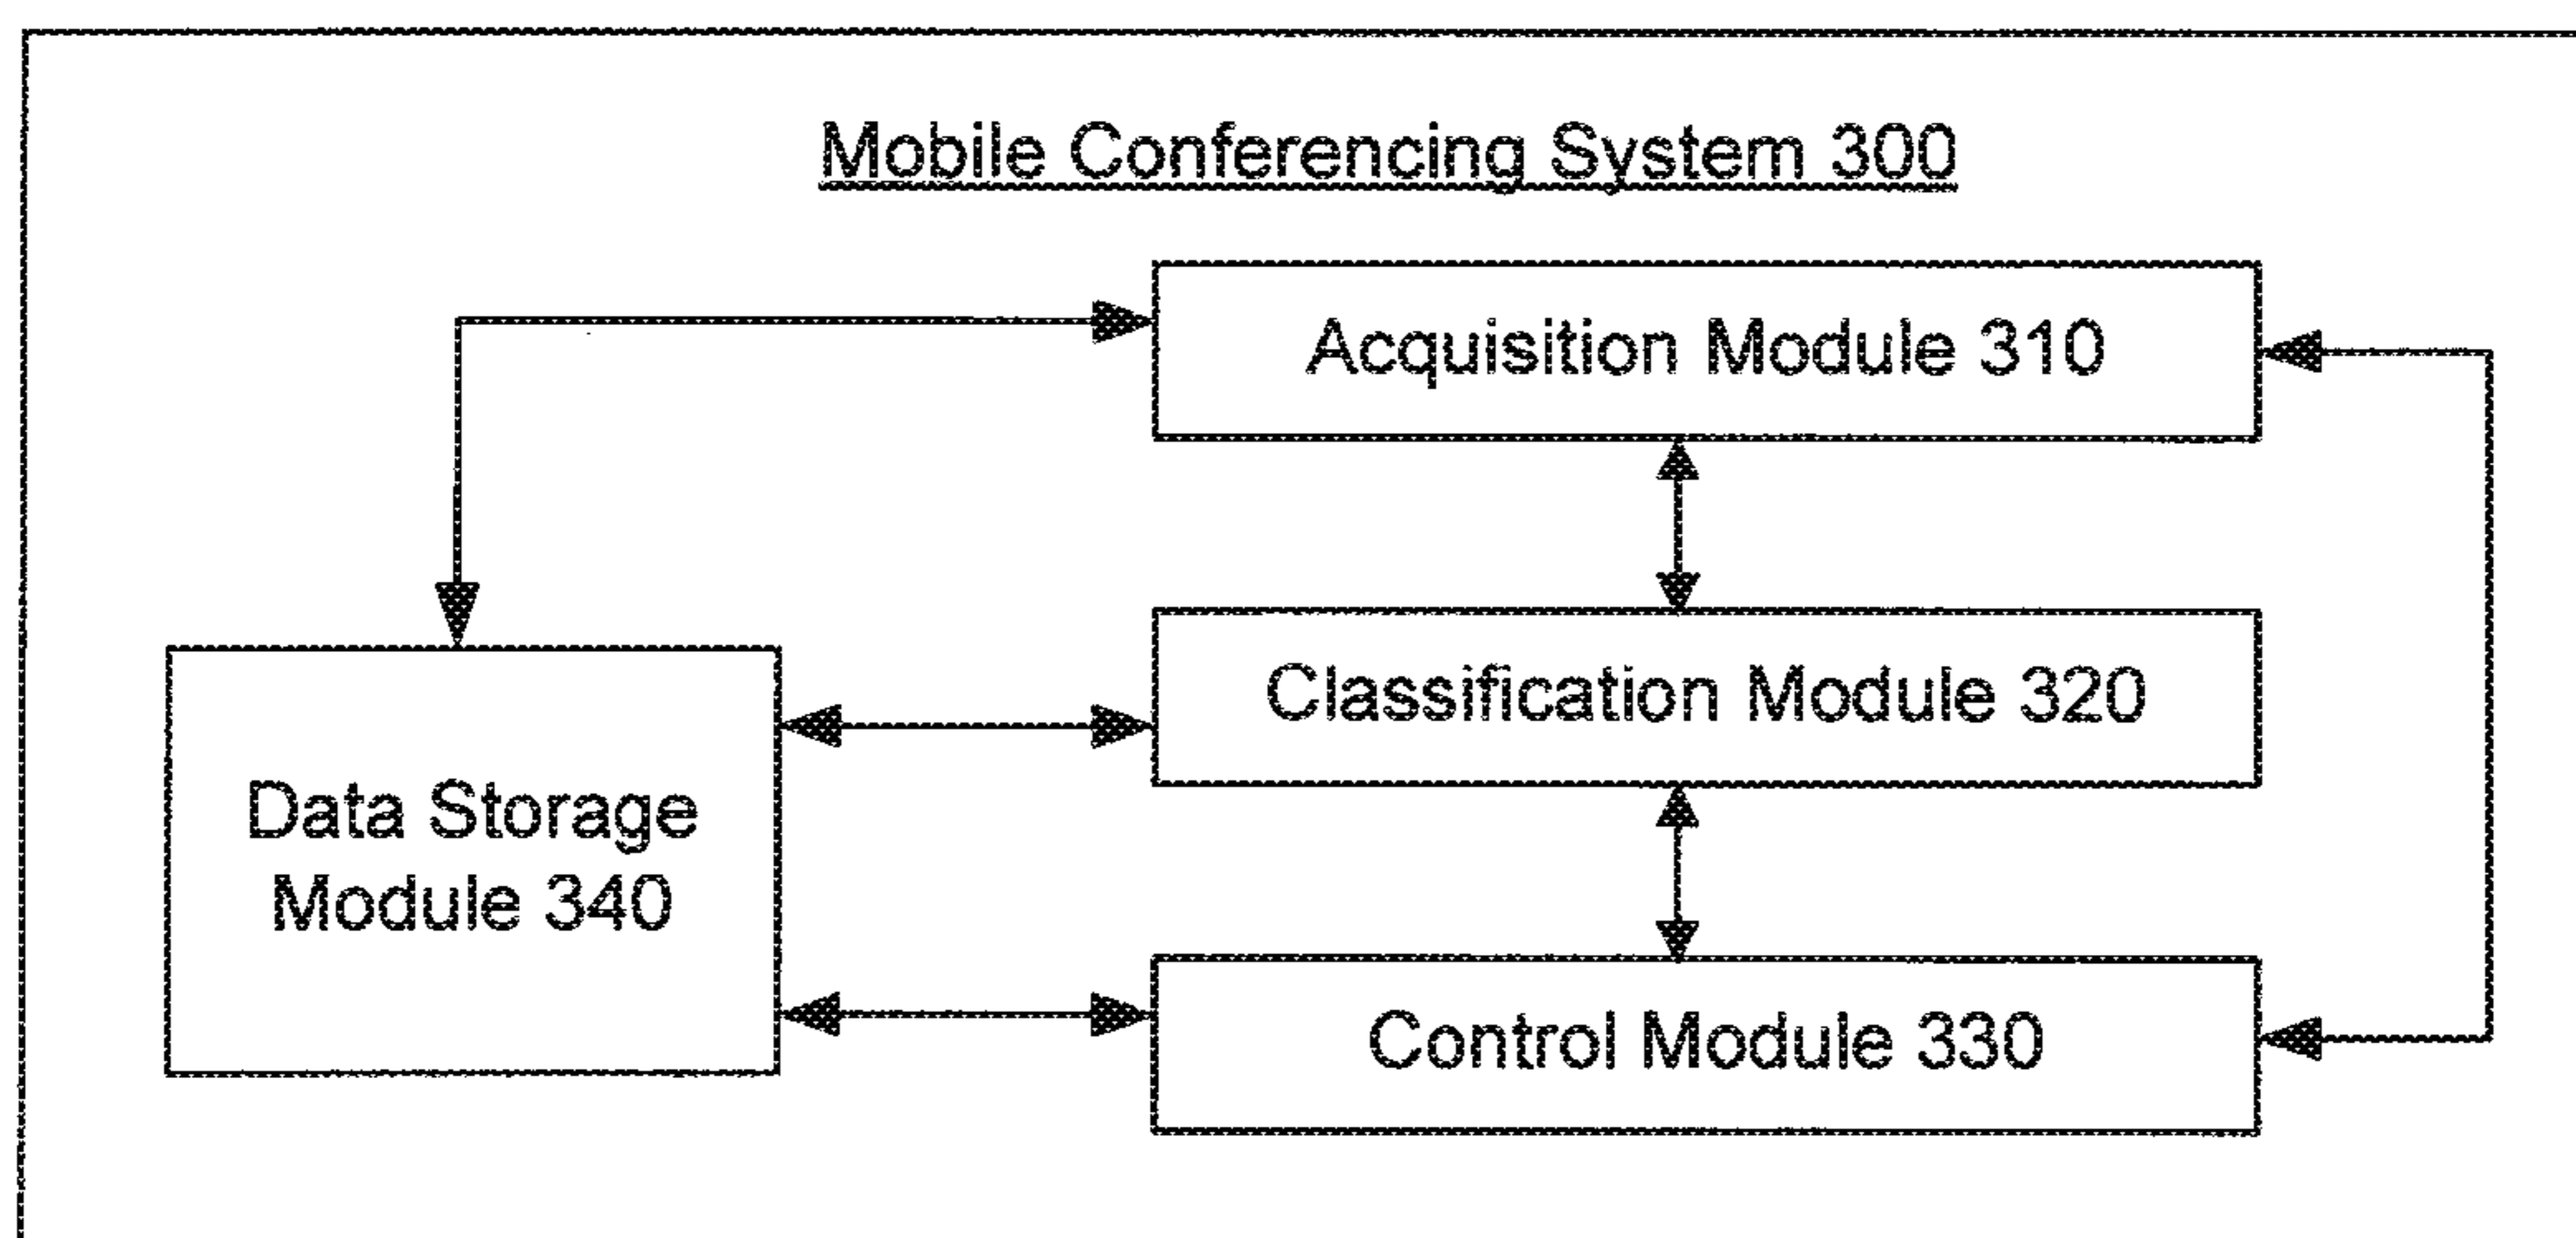 Mobile Conferencing System 300
Acquisition Module 310
Classification Module 320
Data Storage
Module 340
Control Module 330